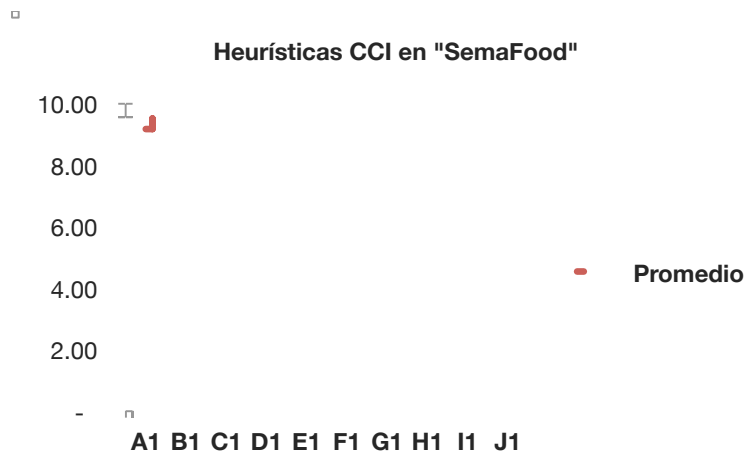 Heurísticas CCI en "SemaFood"
10.00
8.00
6.00
4.00
2.00
-
Promedio
A1 B1 C1 D1 E1 F1 G1 H1 I1 J1